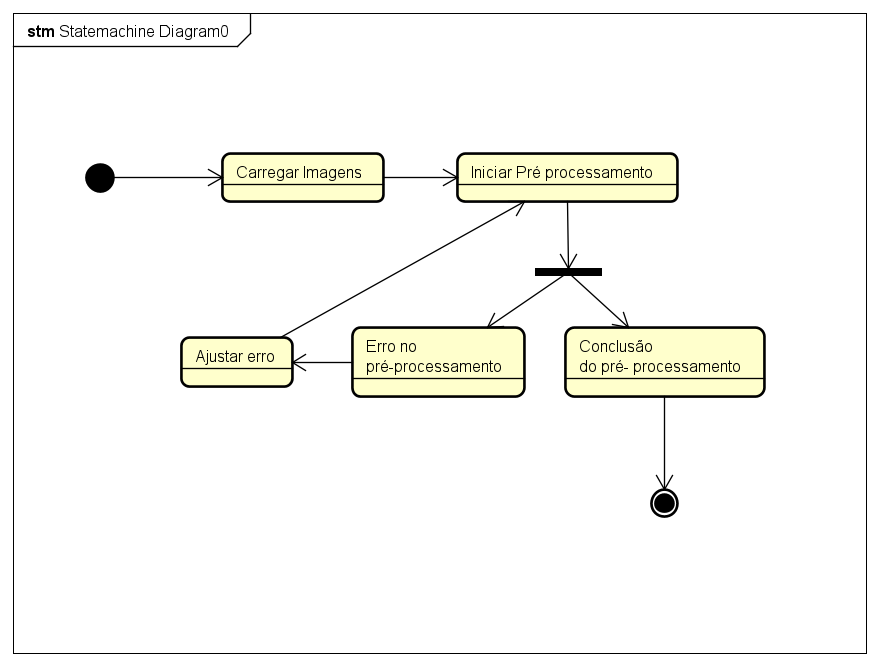 stm Statemachine Diagram0
Carregar Imagens
Iniciar Pré processamento
Ajustar erro
Erro no
pré-processamento
Conclusão
do pré- processamento